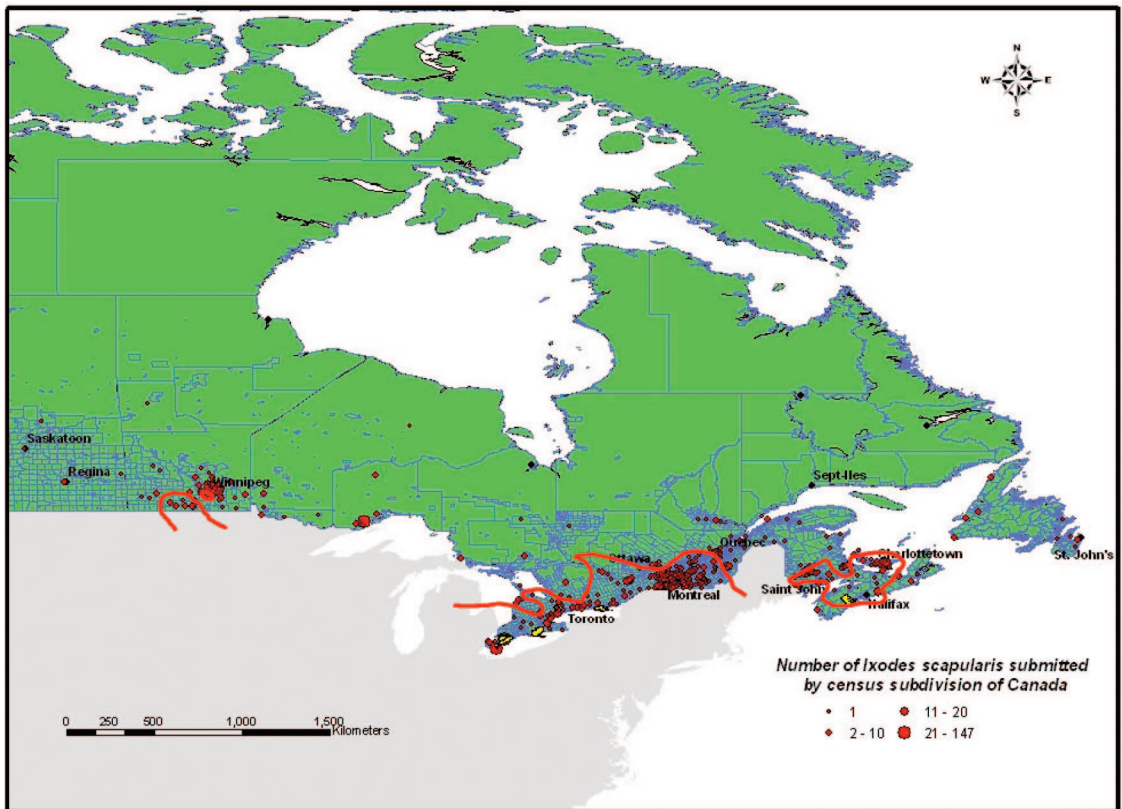 N
W E
S
Saskatoon
Regina
Winnipeg
Sept-Iles
Ottawa
Quebec
Charlottetown
St. John's
Montreal
Saint John
Halifax
Toronto
Number of Ixodes scapularis submitted
by census subdivision of Canada
1 11 - 20
2 - 10 21 - 147
0 250 500 1,000 1,500
Kilometers